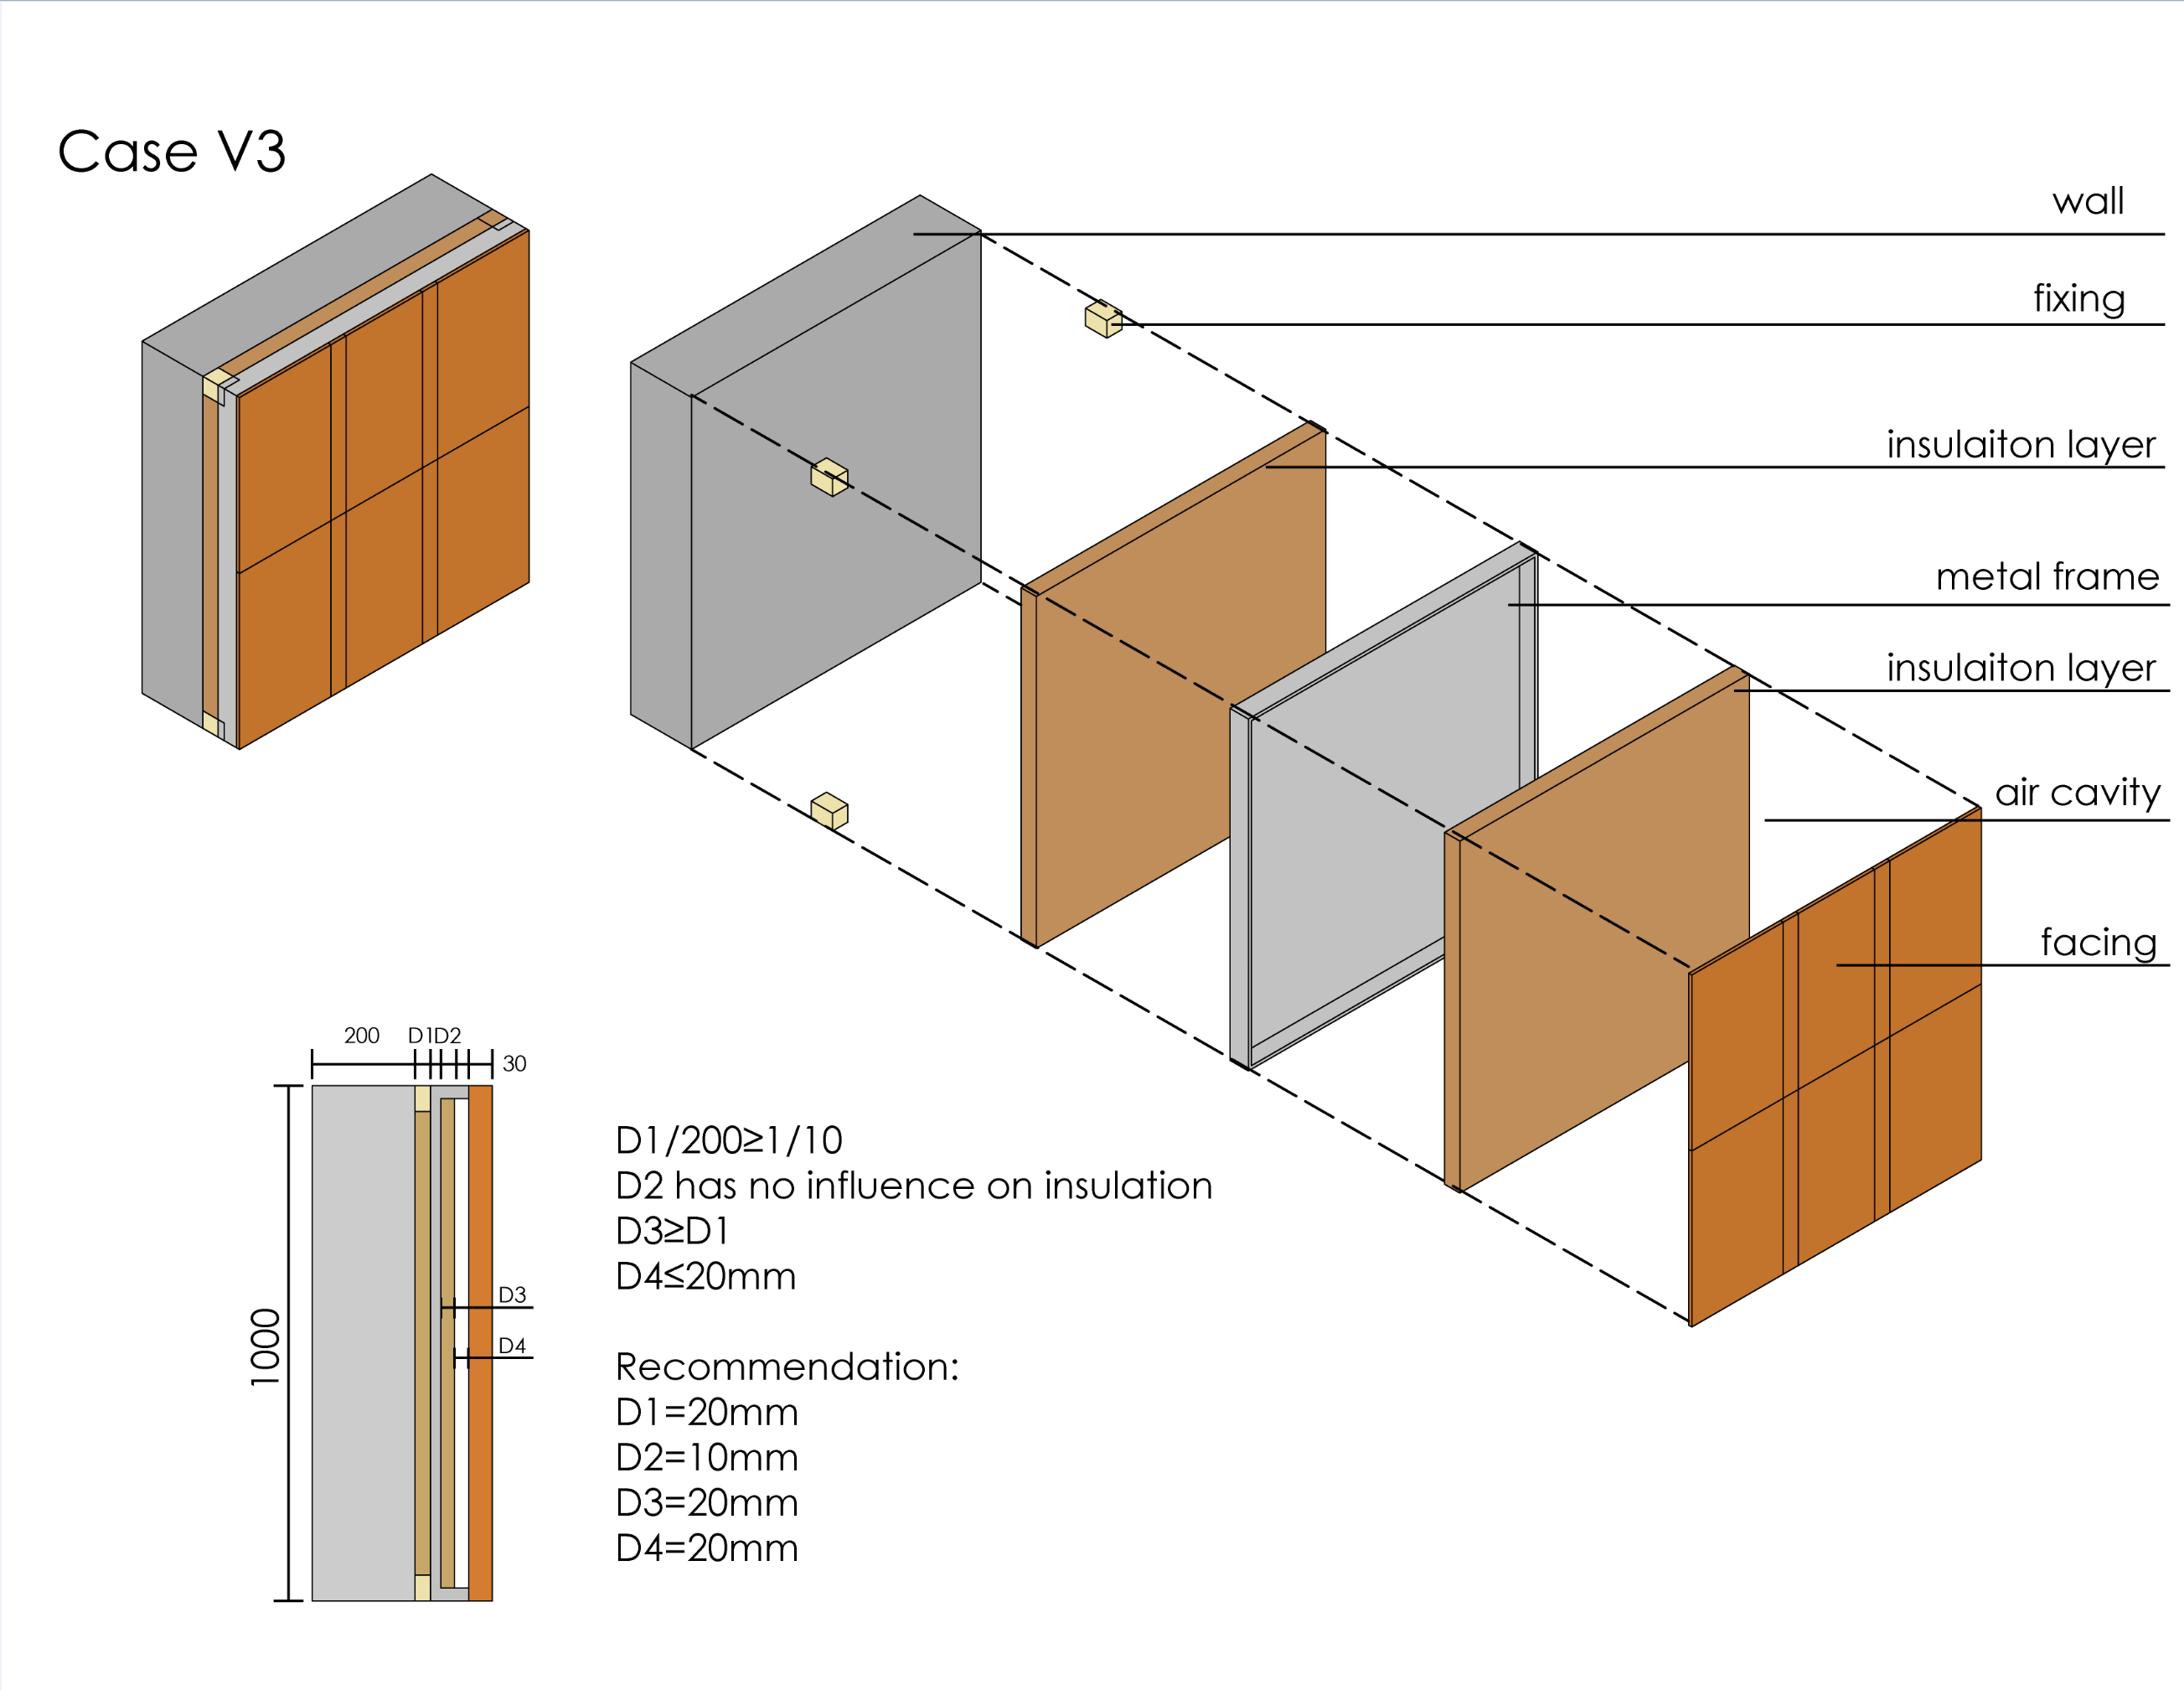 Case V3
wall
fixing
insulaiton layer
metal frame
insulaiton layer
air cavity
facing
200 D1 D2
30
D3
D4
1000
D1/200≥1/10
D2 has no influence on insulation
D3≥D1
D4≤20mm
Recommendation:
D1=20mm
D2=10mm
D3=20mm
D4=20mm